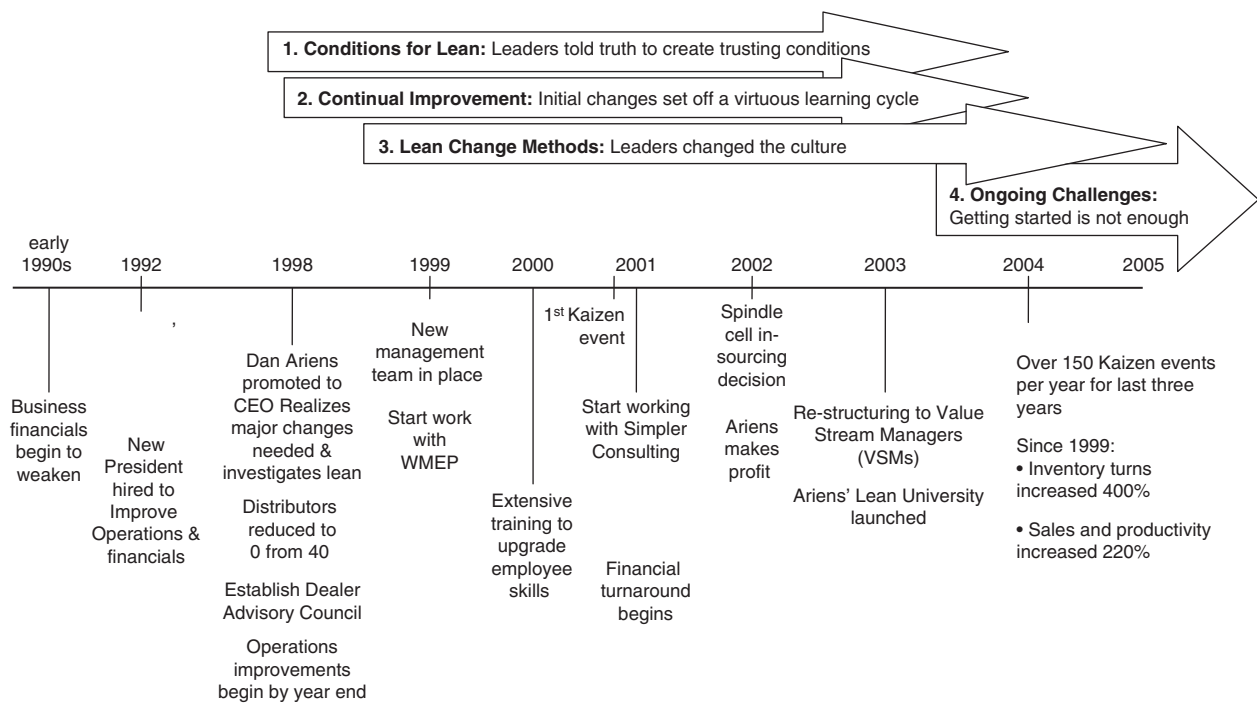 1. Conditions for Lean: Leaders told truth to create trusting conditions
2. Continual Improvement: Initial changes set off a virtuous learning cycle
3. Lean Change Methods: Leaders changed the culture
4. Ongoing Challenges:
Getting started is not enough
early
1990s
1992
1998
1999
2000
2001
2002
2003
2004
2005
Business
financials
begin to
weaken
,
New
President
hired to
Improve
Operations &
financials
Dan Ariens
promoted to
CEO Realizes
major changes
needed &
investigates lean
Distributors
reduced to
0 from 40
Establish Dealer
Advisory Council
Operations
improvements
begin by year end
New
management
team in place
Start work
with
WMEP
Extensive
training to
upgrade
employee
skills
1st Kaizen
event
Start working
with Simpler
Consulting
Financial
turnaround
begins
Spindle
cell in-
sourcing
decision
Ariens
makes
profit
Re-structuring to Value
Stream Managers
(VSMs)
Ariens' Lean University
launched
Over 150 Kaizen events
per year for last three
years
Since 1999:
• Inventory turns
increased 400%
• Sales and productivity
increased 220%